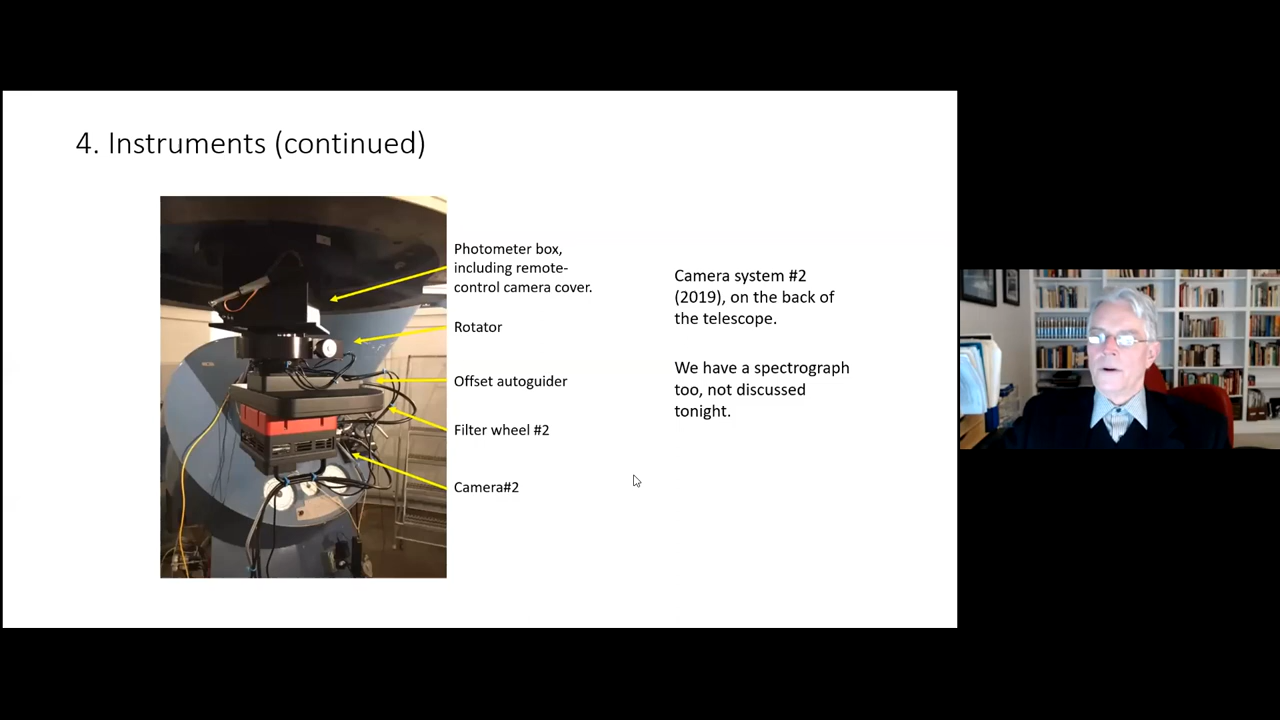 4. Instruments (continued)
Photometer box,
including remote-
control camera cover.
Rotator
Offset autoguider
Filter wheel #2
Camera#2
Camera system #2
(2019), on the back of
the telescope.
We have a spectrograph
too, not discussed
tonight.